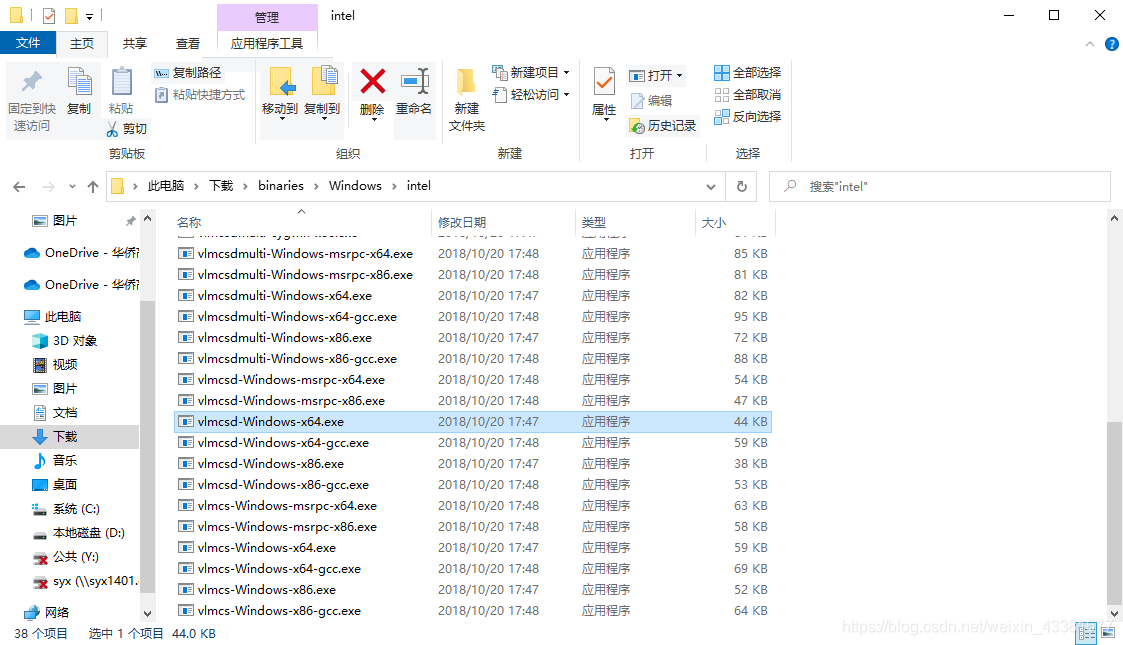 管理
intel
文件
主页
共享
查看
应用程序工具
固定到快
速访问
复制
粘贴
复制路径
粘贴快捷方式
剪切
移动到
复制到
删除
重命名
新建
文件夹
新建项目
轻松访问
属性
打开
编辑
历史记录
全部选择
全部取消
反向选择
剪贴板
组织
新建
打开
选择
此电脑 › 下载 › binaries › Windows › intel
搜索"intel"
图片
OneDrive - 华侨
OneDrive - 华侨
此电脑
3D 对象
视频
图片
文档
下载
音乐
桌面
系统 (C:)
本地磁盘 (D:)
公共 (Y:)
syx (\\syx1401.
网络
名称 修改日期 类型 大小
vlmcsdmulti-Windows-msrpc-x64.exe 2018/10/20 17:48 应用程序 85 KB
vlmcsdmulti-Windows-msrpc-x86.exe 2018/10/20 17:48 应用程序 81 KB
vlmcsdmulti-Windows-x64.exe 2018/10/20 17:47 应用程序 82 KB
vlmcsdmulti-Windows-x64-gcc.exe 2018/10/20 17:48 应用程序 95 KB
vlmcsdmulti-Windows-x86.exe 2018/10/20 17:47 应用程序 72 KB
vlmcsdmulti-Windows-x86-gcc.exe 2018/10/20 17:48 应用程序 88 KB
vlmcsd-Windows-msrpc-x64.exe 2018/10/20 17:48 应用程序 54 KB
vlmcsd-Windows-msrpc-x86.exe 2018/10/20 17:48 应用程序 47 KB
vlmcsd-Windows-x64.exe 2018/10/20 17:47 应用程序 44 KB
vlmcsd-Windows-x64-gcc.exe 2018/10/20 17:48 应用程序 59 KB
vlmcsd-Windows-x86.exe 2018/10/20 17:47 应用程序 38 KB
vlmcsd-Windows-x86-gcc.exe 2018/10/20 17:48 应用程序 53 KB
vlmcs-Windows-msrpc-x64.exe 2018/10/20 17:48 应用程序 63 KB
vlmcs-Windows-msrpc-x86.exe 2018/10/20 17:48 应用程序 58 KB
vlmcs-Windows-x64.exe 2018/10/20 17:47 应用程序 59 KB
vlmcs-Windows-x64-gcc.exe 2018/10/20 17:48 应用程序 69 KB
vlmcs-Windows-x86.exe 2018/10/20 17:47 应用程序 52 KB
vlmcs-Windows-x86-gcc.exe 2018/10/20 17:48 应用程序 64 KB
38 个项目 选中 1 个项目 44.0 KB